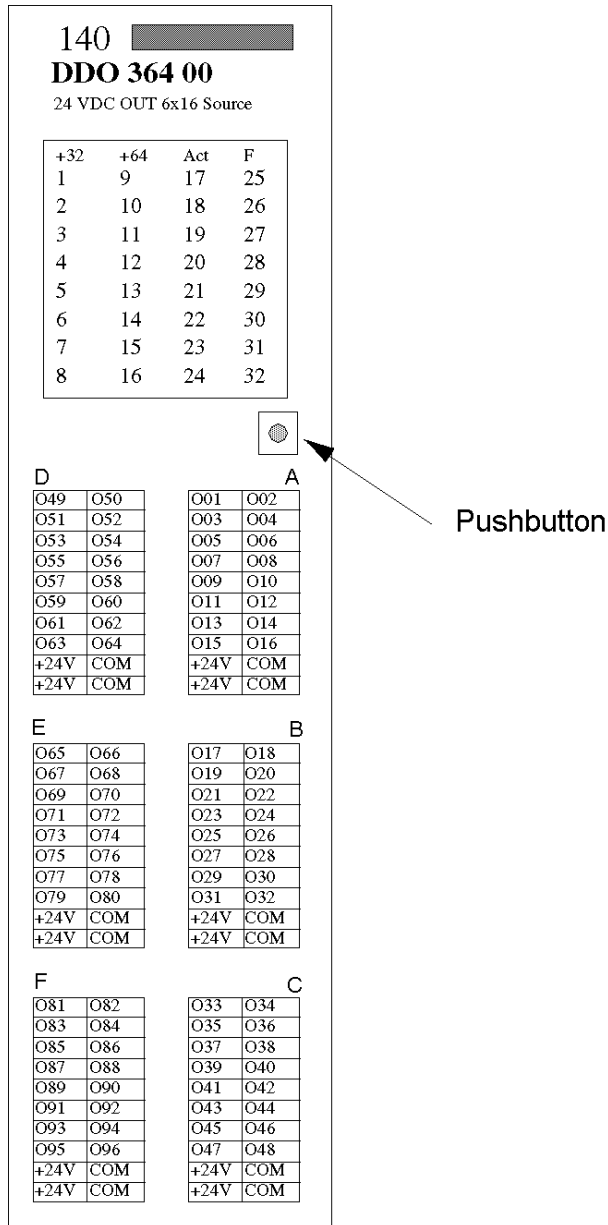 140
DDO 364 00
24 VDC OUT 6x16 Source
+32 +64 Act F
1 9 17 25
2 10 18 26
3 11 19 27
4 12 20 28
5 13 21 29
6 14 22 30
7 15 23 31
8 16 24 32
Pushbutton
D
O49 O50
O51 O52
O53 O54
O55 O56
O57 O58
O59 O60
O61 O62
O63 O64
+24V COM
+24V COM
A
O01 O02
O03 O04
O05 O06
O07 O08
O09 O10
O11 O12
O13 O14
O15 O16
+24V COM
+24V COM
E
O65 O66
O67 O68
O69 O70
O71 O72
O73 O74
O75 O76
O77 O78
O79 O80
+24V COM
+24V COM
B
O17 O18
O19 O20
O21 O22
O23 O24
O25 O26
O27 O28
O29 O30
O31 O32
+24V COM
+24V COM
F
O81 O82
O83 O84
O85 O86
O87 O88
O89 O90
O91 O92
O93 O94
O95 O96
+24V COM
+24V COM
C
O33 O34
O35 O36
O37 O38
O39 O40
O41 O42
O43 O44
O45 O46
O47 O48
+24V COM
+24V COM